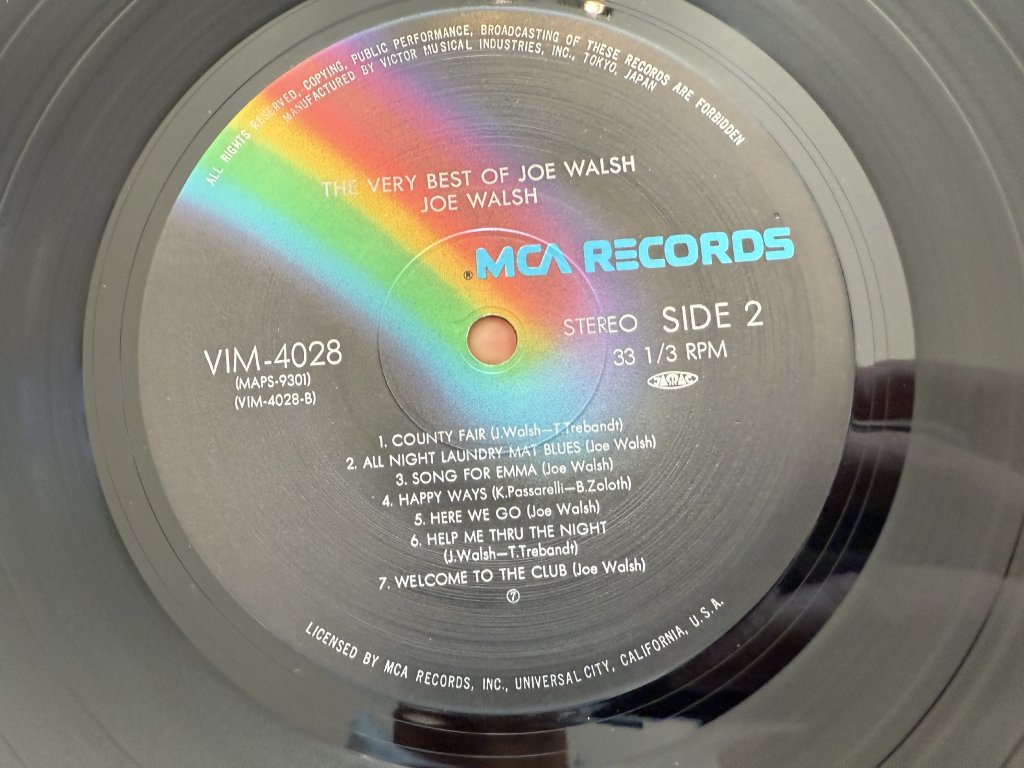 ALL RIGHTS RESERVED, COPYING, PUBLIC PERFORMANCE, BROADCASTING OF THESE RECORDS ARE FORBIDDEN
MANUFACTURED BY VICTOR MUSICAL INDUSTRIES, INC., TOKYO, JAPAN
THE VERY BEST OF JOE WALSH
JOE WALSH
® MCA RECORDS
STEREO SIDE 2
33 1/3 RPM
JASRAC
VIM-4028
(MAPS-9301)
(VIM-4028-B)
1. COUNTY FAIR (J.Walsh—T.Trebandt)
2. ALL NIGHT LAUNDRY MAT BLUES (Joe Walsh)
3. SONG FOR EMMA (Joe Walsh)
4. HAPPY WAYS (K.Passarelli—B.Zoloth)
5. HERE WE GO (Joe Walsh)
6. HELP ME THRU THE NIGHT
(J.Walsh—T.Trebandt)
7. WELCOME TO THE CLUB (Joe Walsh)
⑦
LICENSED BY MCA RECORDS, INC., UNIVERSAL CITY, CALIFORNIA, U.S.A.